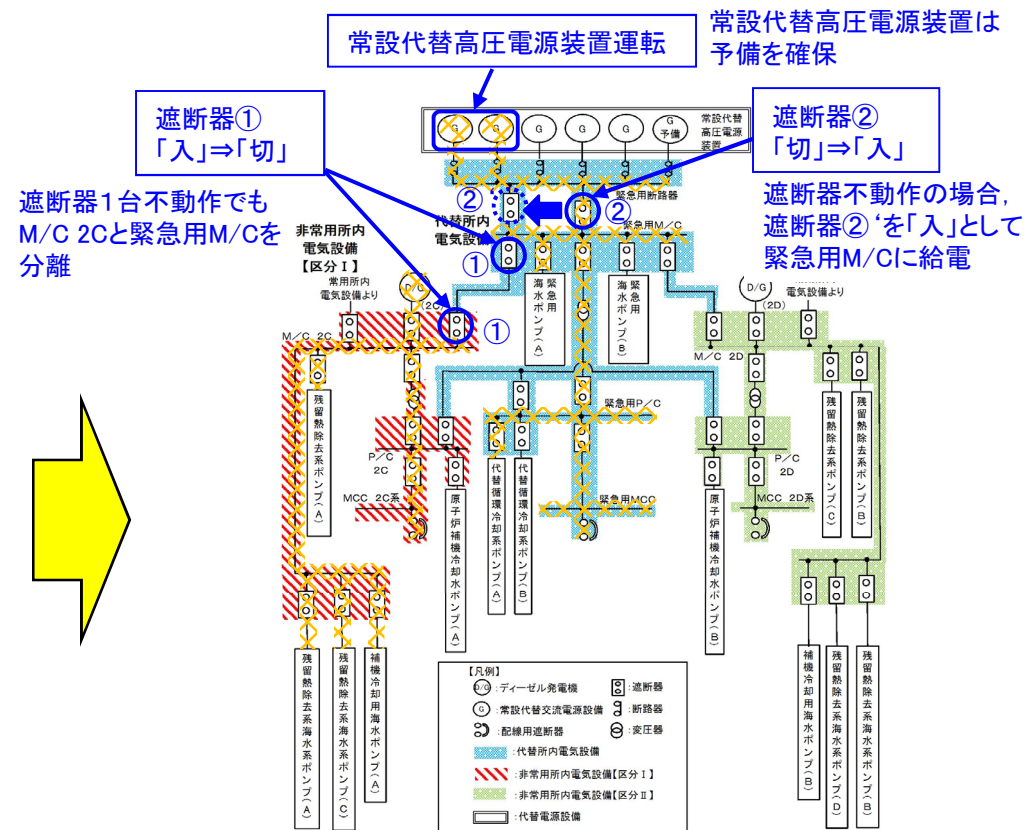 常設代替高圧電源装置運転
常設代替高圧電源装置は
予備を確保
遮断器①
「入」⇒「切」
遮断器②
「切」⇒「入」
遮断器1台不動作でも
M/C 2Cと緊急用M/Cを
分離
遮断器不動作の場合,
遮断器②‘を「入」として
緊急用M/Cに給電
G
G
G
G
G
G
予備
常設代替
高圧電源
装置
緊急用断路器
②
②
代替所内
電気設備
緊急用M/C
①
①
非常用所内
電気設備
【区分Ⅰ】
常用所内
電気設備より
D/G
(2C)
M/C 2C
緊急用
海水ポンプ(A)
緊急用
海水ポンプ(B)
D/G
(2D)
電気設備より
M/C 2D
残留熱除去系ポンプ(A)
P/C
2C
MCC 2C系
原子炉補機冷却水ポンプ(A)
緊急用P/C
代替循環冷却系ポンプ(A)
代替循環冷却系ポンプ(B)
緊急用MCC
原子炉補機冷却水ポンプ(B)
P/C
2D
MCC 2D系
残留熱除去系ポンプ(C)
残留熱除去系ポンプ(B)
残留熱除去系海水系ポンプ(A)
残留熱除去系海水系ポンプ(C)
補機冷却用海水ポンプ(A)
補機冷却用海水ポンプ(B)
残留熱除去系海水系ポンプ(D)
残留熱除去系海水系ポンプ(B)
【凡例】
D/G :ディーゼル発電機
:遮断器
G :常設代替交流電源設備
:断路器
:配線用遮断器
:変圧器
:代替所内電気設備
:非常用所内電気設備【区分Ⅰ】
:非常用所内電気設備【区分Ⅱ】
:代替電源設備